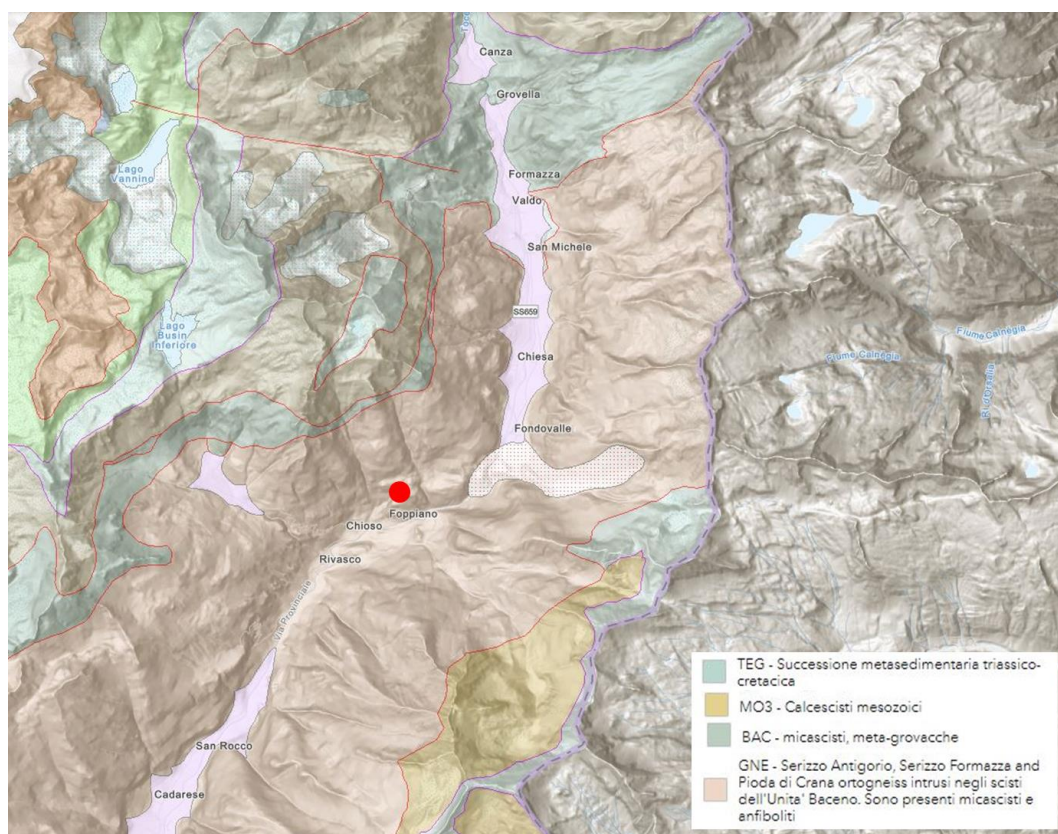 Canza
Grovella
Lago
Vannino
Formazza
Valdo
San Michele
SS659
Lago
Busin
Inferiore
Chiesa
Fiume Calnegia
Fiume Calnegia
Fondovalle
Foppiano
Chioso
Rivasco
Via Provinciale
San Rocco
Cadarese
TEG - Successione metasedimentaria triassico-
cretacica
MO3 - Calcescisti mesozoici
BAC - micascisti, meta-grovacche
GNE - Serizzo Antigorio, Serizzo Formazza and
Pioda di Crana ortogneiss intrusi negli scisti
dell'Unita' Baceno. Sono presenti micascisti e
anfiboliti